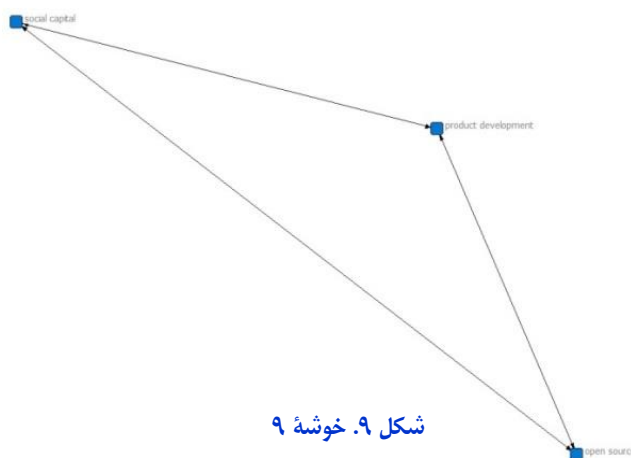 social capital
product development
شکل ۹. خوشهٔ ۹
open sourc